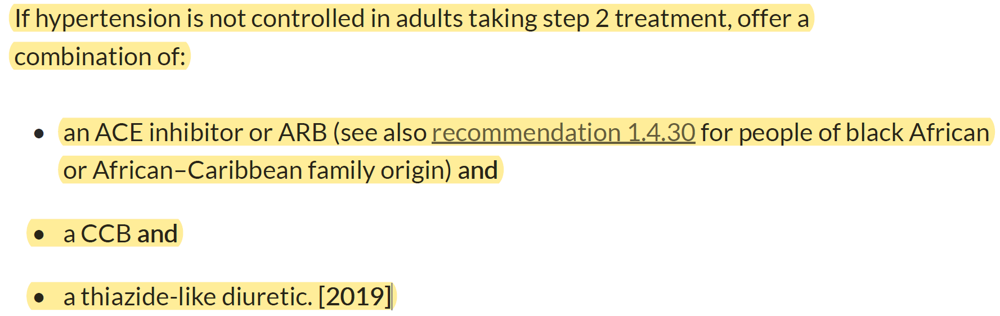 If hypertension is not controlled in adults taking step 2 treatment, offer a
combination of:
• an ACE inhibitor or ARB (see also recommendation 1.4.30 for people of black African
or African–Caribbean family origin) and
• a CCB and
• a thiazide-like diuretic. [2019]